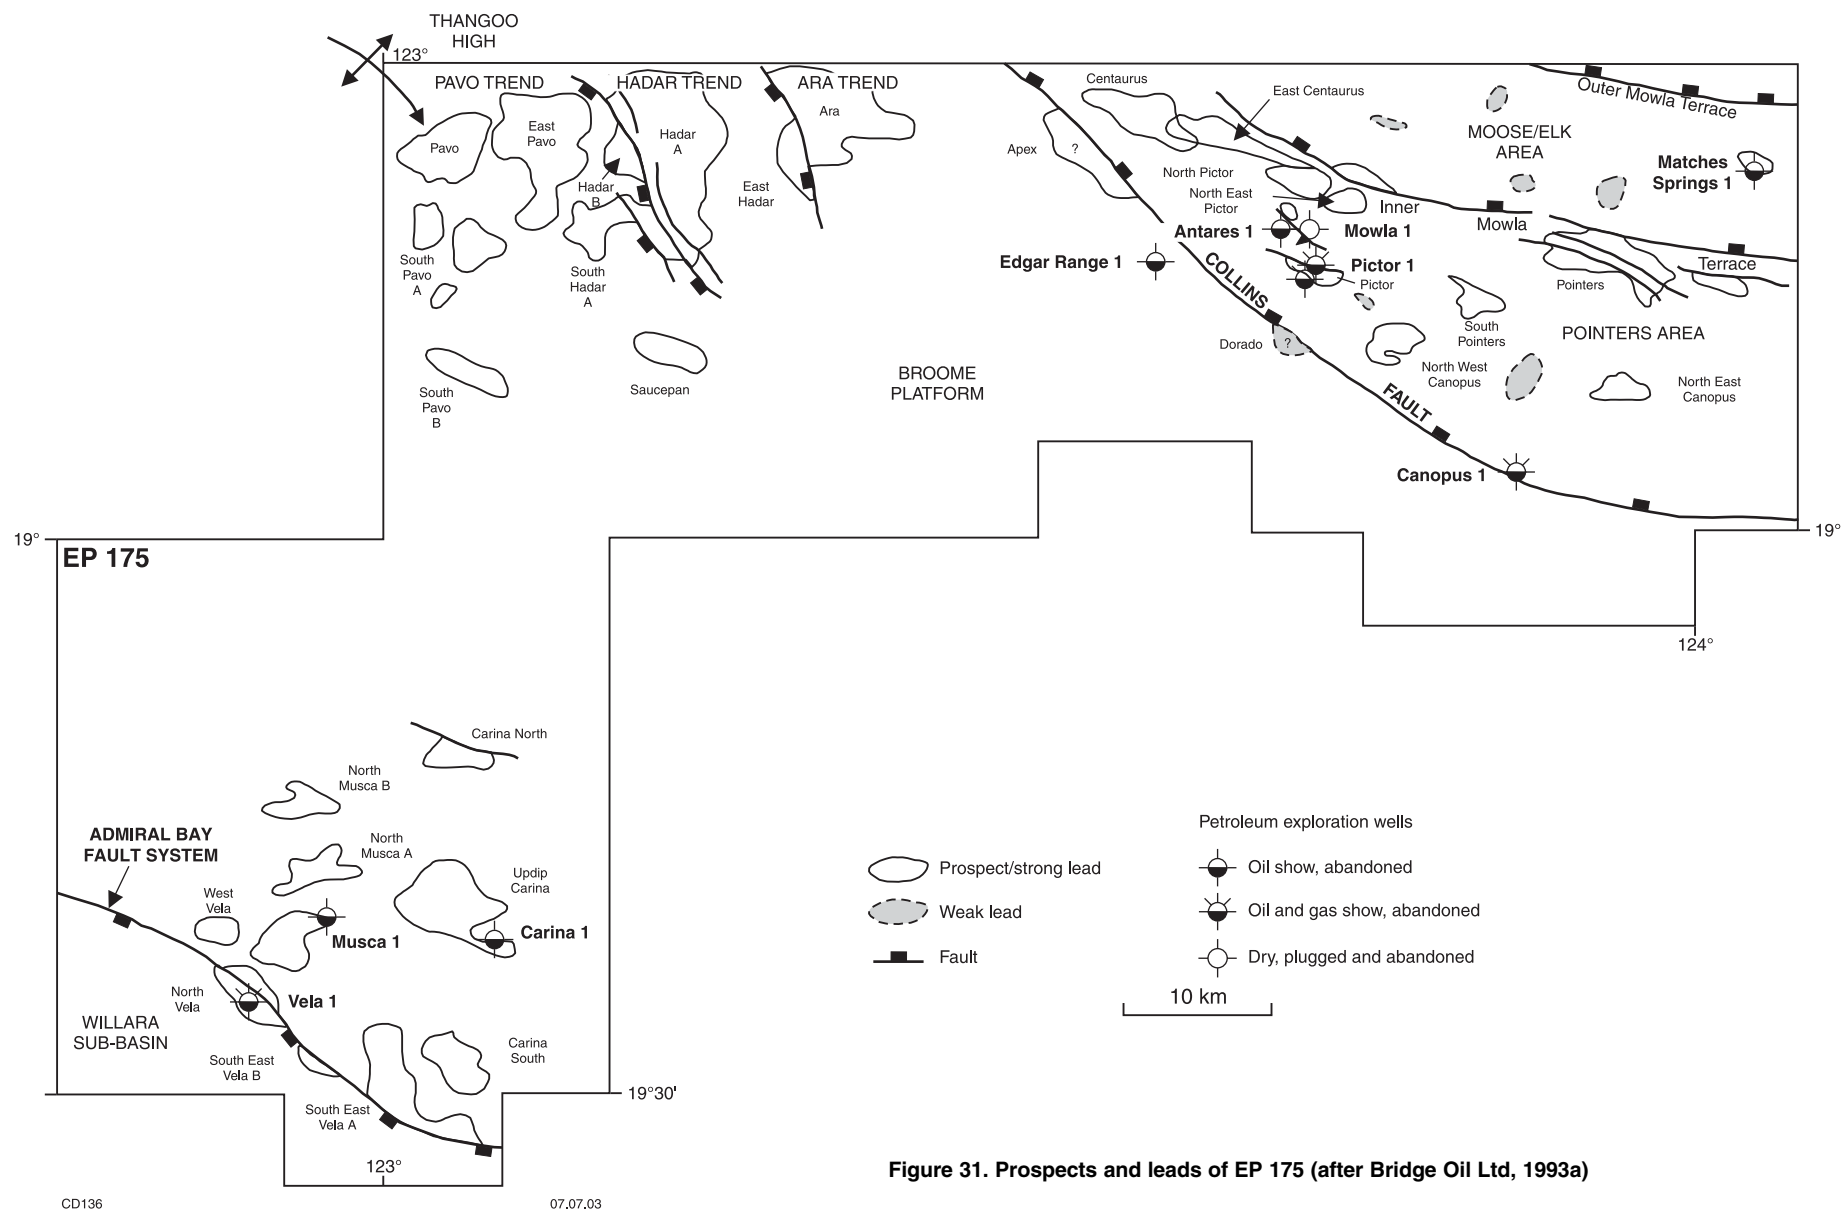 THANGOO
HIGH
123°
PAVO TREND
HADAR TREND
ARA TREND
Centaurus
East Centaurus
Outer Mowla Terrace
Pavo
East
Pavo
Hadar
A
Ara
Apex
?
MOOSE/ELK
AREA
Matches
Springs 1
North Pictor
North East
Pictor
Hadar
B
East
Hadar
Inner
Mowla
Terrace
Antares 1
Mowla 1
Edgar Range 1
Pictor 1
Pictor
South
Pavo
A
South
Hadar
A
COLLINS
FAULT
Pointers
South
Pointers
POINTERS AREA
Dorado
?
North West
Canopus
North East
Canopus
South
Pavo
B
Saucepan
BROOME
PLATFORM
Canopus 1
19°
19°
EP 175
124°
Carina North
North
Musca B
North
Musca A
ADMIRAL BAY
FAULT SYSTEM
West
Vela
Updip
Carina
Musca 1
Carina 1
North
Vela
Vela 1
WILLARA
SUB-BASIN
South East
Vela B
Carina
South
South East
Vela A
19°30'
123°
Petroleum exploration wells
Prospect/strong lead
Oil show, abandoned
Weak lead
Oil and gas show, abandoned
Fault
Dry, plugged and abandoned
10 km
Figure 31. Prospects and leads of EP 175 (after Bridge Oil Ltd, 1993a)
CD136
07.07.03